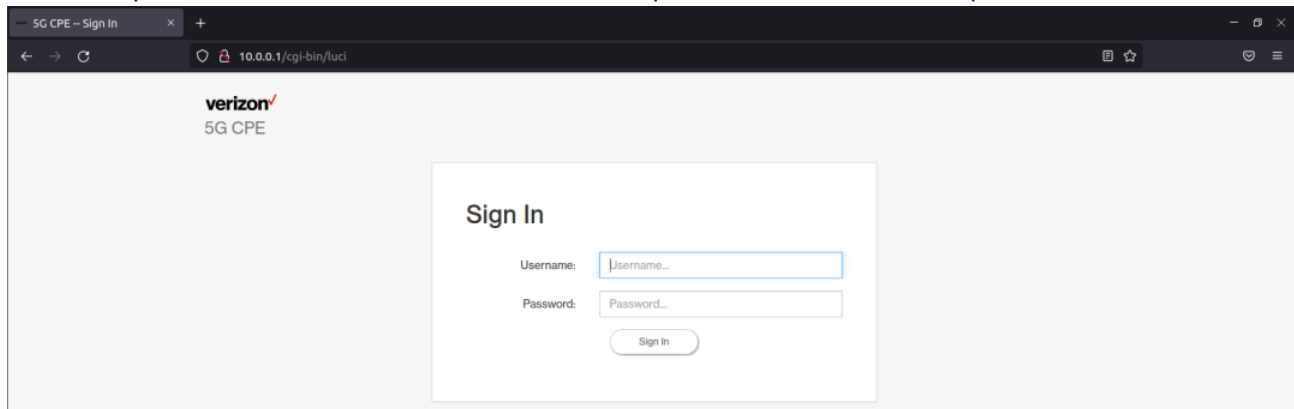 5G CPE – Sign In
10.0.0.1/cgi-bin/luci
verizon
5G CPE
Sign In
Username:
Username...
Password:
Password...
Sign In